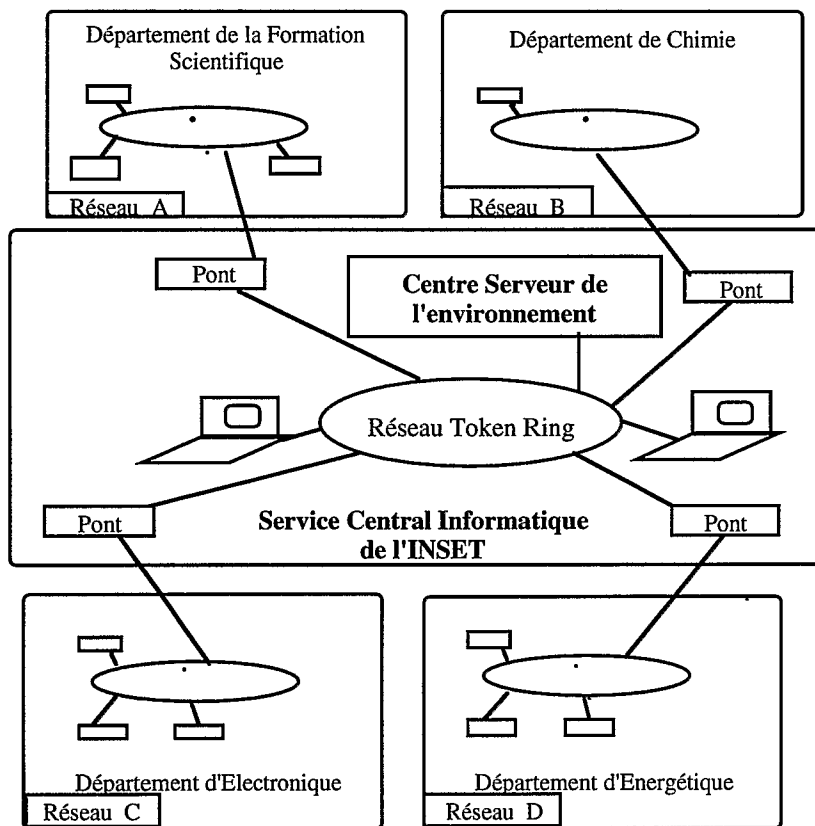 Département de la Formation
Scientifique
Réseau A
Département de Chimie
Réseau B
Pont
Centre Serveur de
l'environnement
Pont
Réseau Token Ring
Pont
Service Central Informatique
de l'INSET
Pont
Département d'Electronique
Réseau C
Département d'Energétique
Réseau D